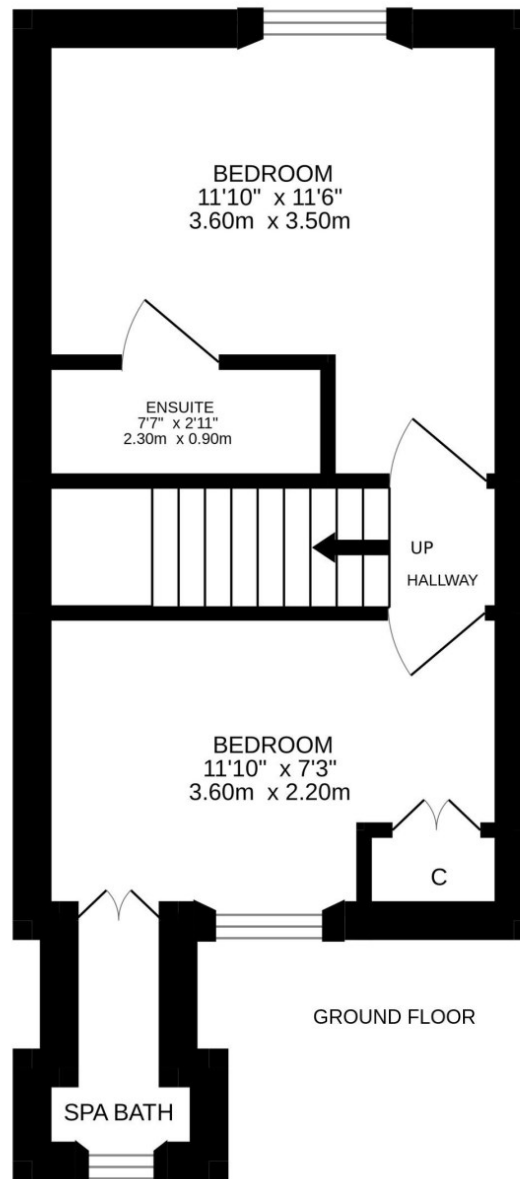 BEDROOM
11'10" x 11'6"
3.60m x 3.50m
ENSUITE
7'7" x 2'11"
2.30m x 0.90m
UP
HALLWAY
BEDROOM
11'10" x 7'3"
3.60m x 2.20m
C
GROUND FLOOR
SPA BATH